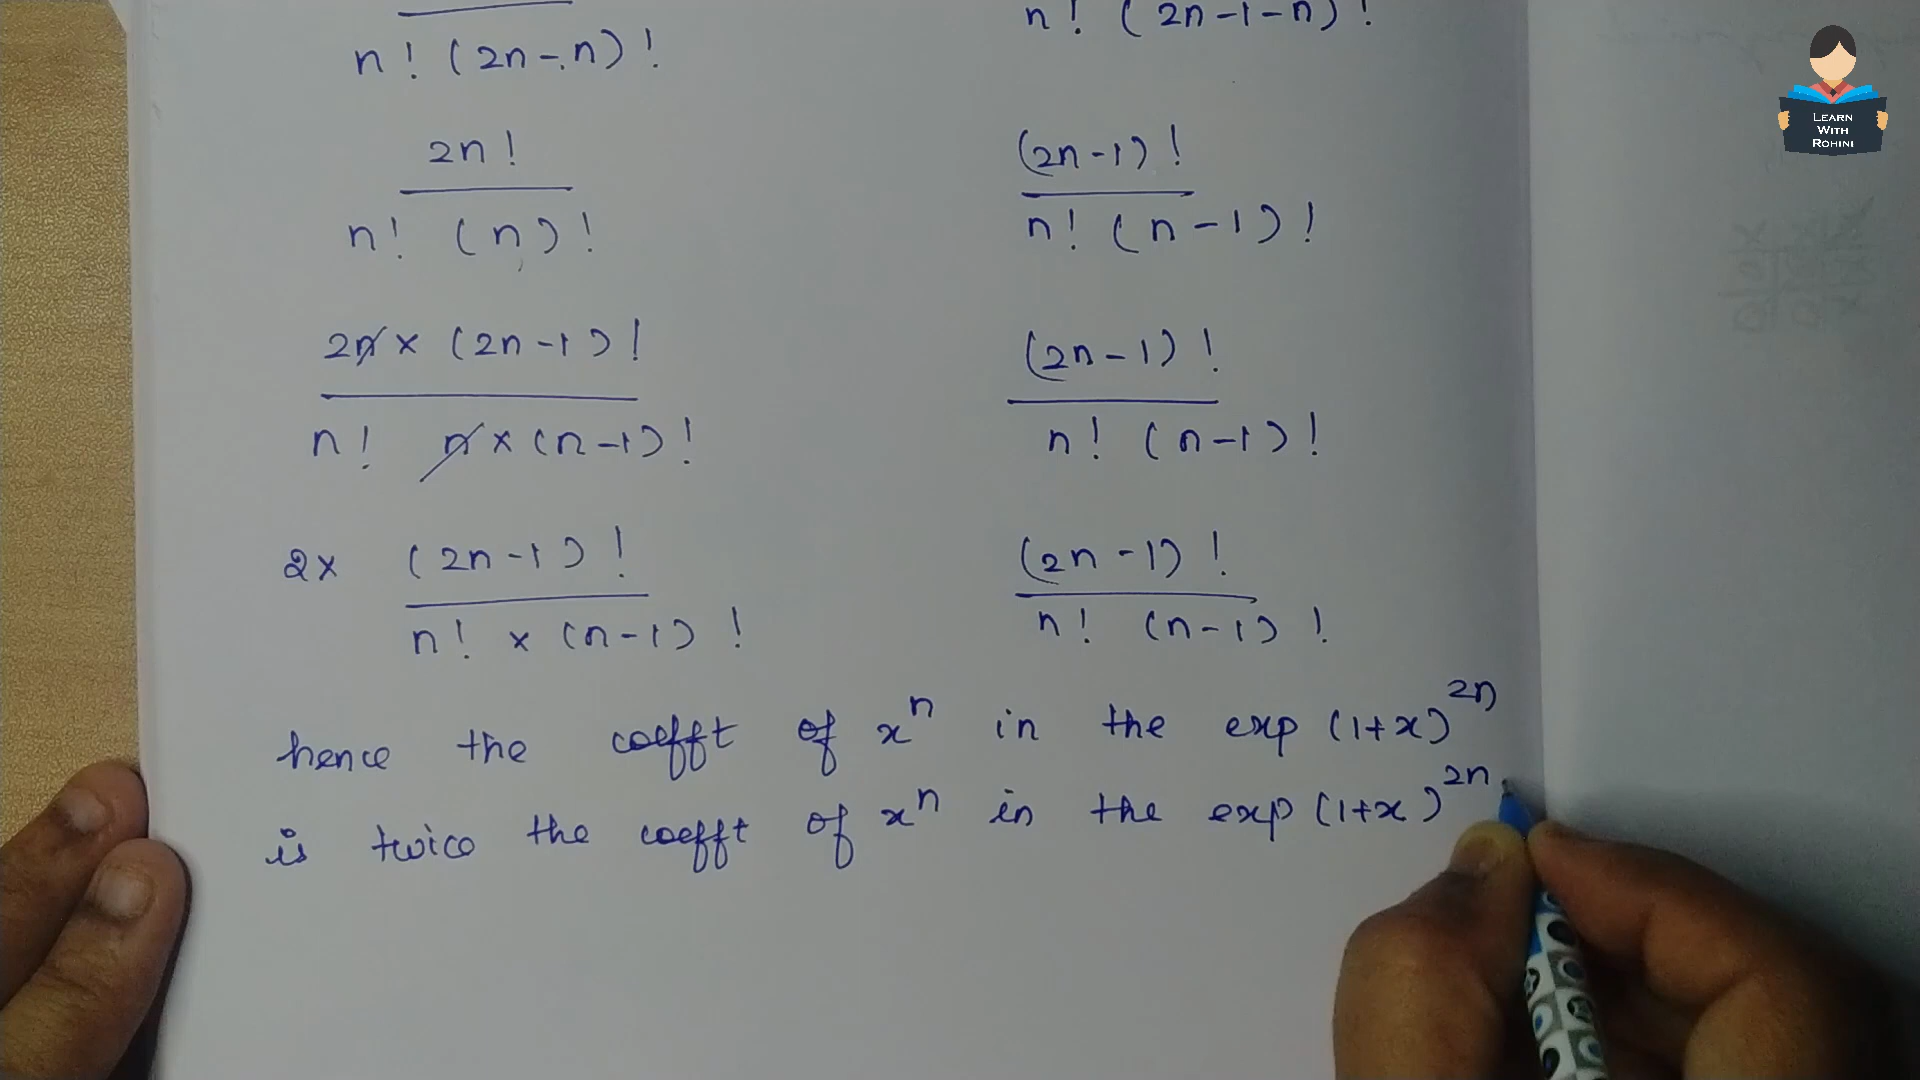 n! (2n-n)!
n! (2n-1-n)!
2n!
n! (n)!
(2n-1)!
n! (n-1)!
2n × (2n-1)!
n! n × (n-1)!
(2n-1)!
n! (n-1)!
2× (2n-1)!
n! × (n-1)!
(2n-1)!
n! (n-1)!
hence the coefft of xⁿ in the exp (1+x)²ⁿ
is twice the coefft of xⁿ in the exp (1+x)²ⁿ
LEARN
WITH
ROHINI